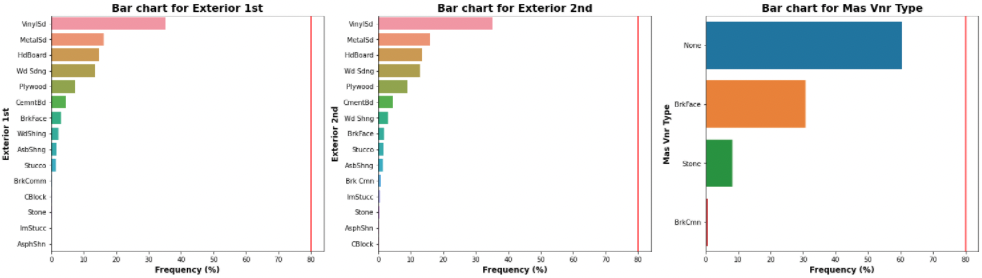 Bar chart for Exterior 1st
VinylSd
MetalSd
HdBoard
Wd Sdng
Plywood
CemntBd
BrkFace
WdShing
AsbShng
Stucco
BrkComm
CBlock
Stone
ImStucc
AsphShn
Exterior 1st
0 10 20 30 40 50 60 70 80
Frequency (%)
Bar chart for Exterior 2nd
VinylSd
MetalSd
HdBoard
Wd Sdng
Plywood
CmentBd
Wd Shng
BrkFace
Stucco
AsbShng
Brk Cmn
ImStucc
Stone
AsphShn
CBlock
Exterior 2nd
0 10 20 30 40 50 60 70 80
Frequency (%)
Bar chart for Mas Vnr Type
None
BrkFace
Stone
BrkCmn
Mas Vnr Type
0 10 20 30 40 50 60 70 80
Frequency (%)